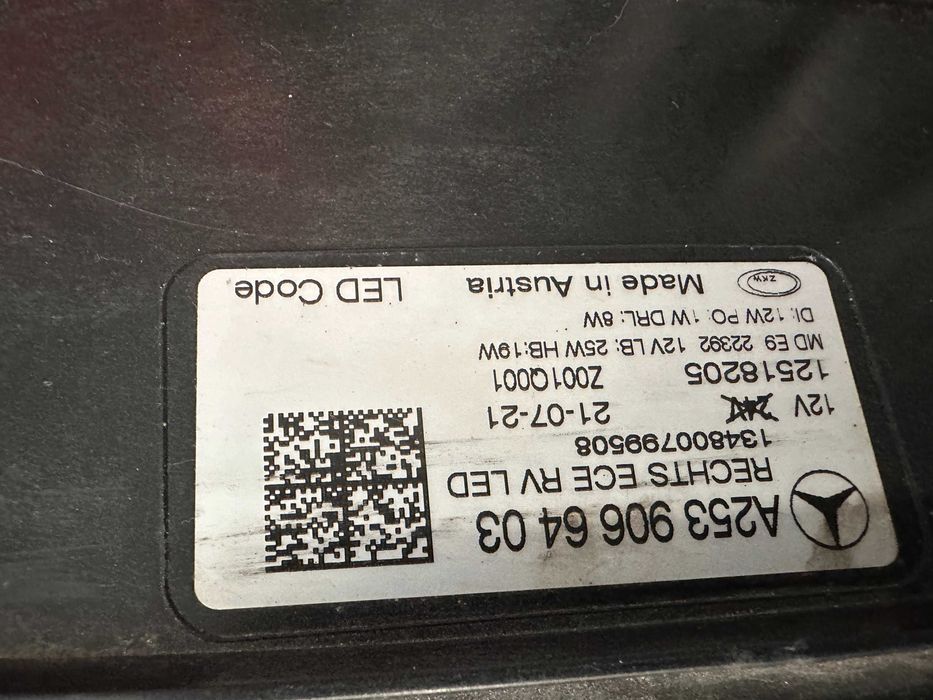 A253 906 64 03
RECHTS ECE RV LED
134800799508
12V 24V 21-07-21
12518205 Z001Q001
MD E9 22392 12V LB: 25W HB:19W
DI: 12W PO: 1W DRL: 8W
ZKW Made in Austria LED Code